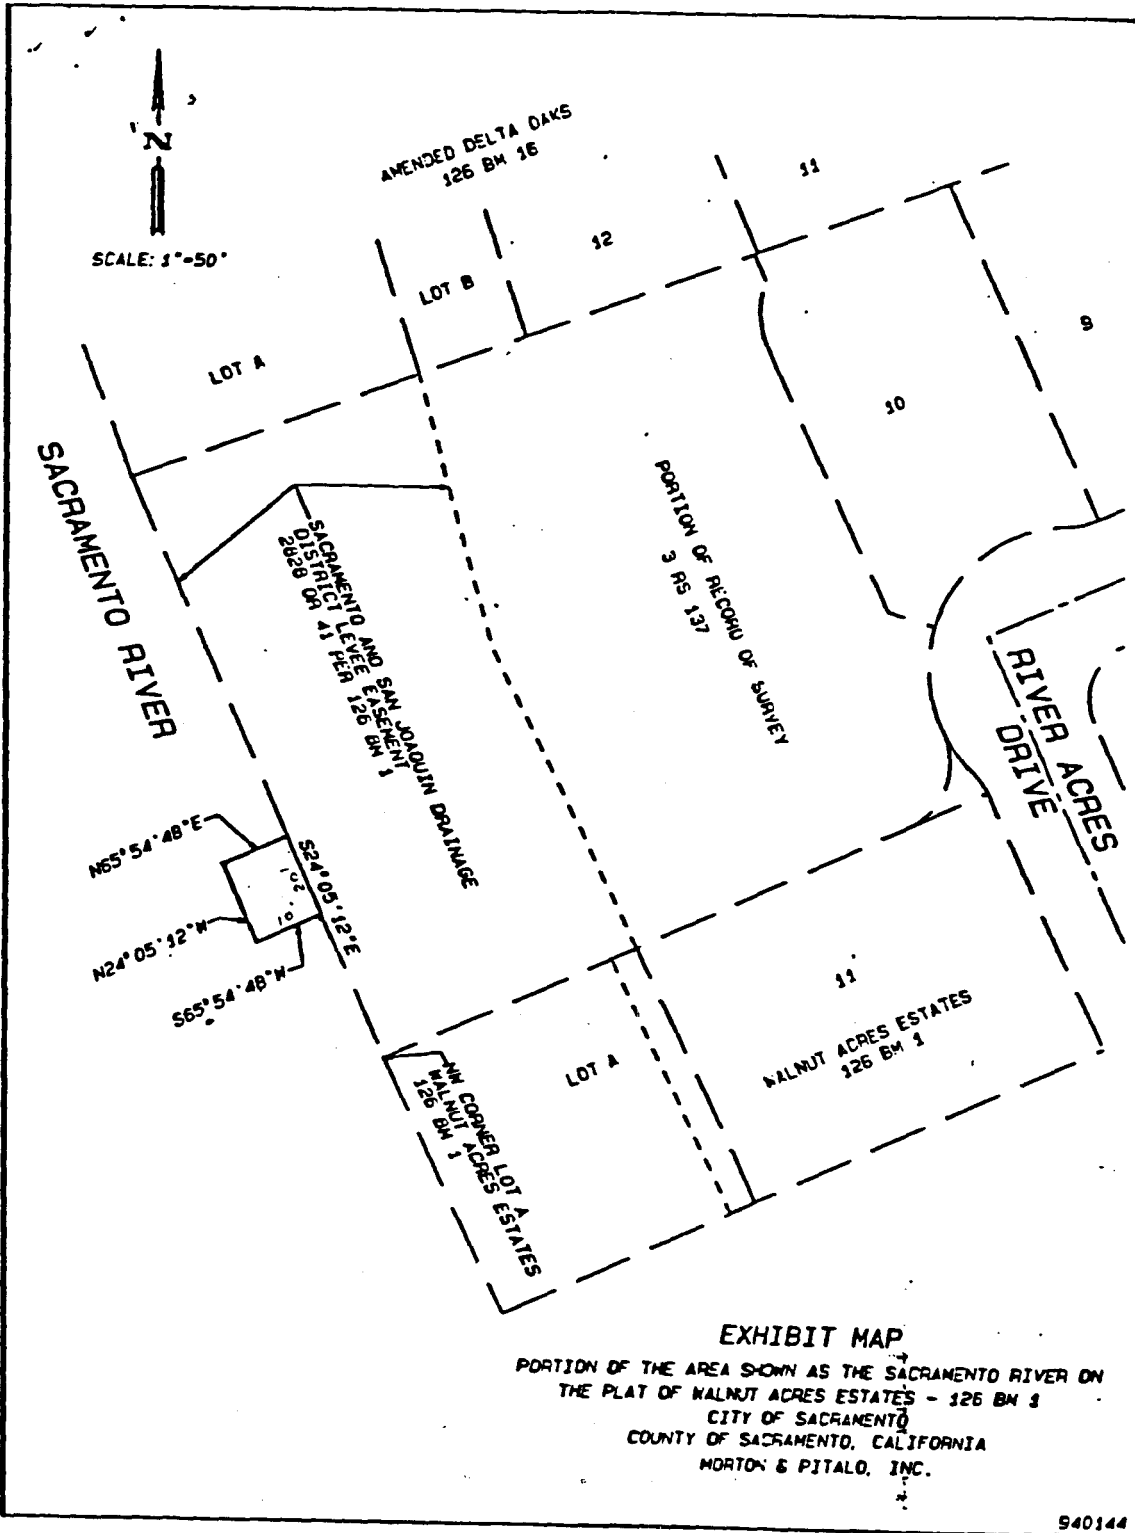 AMENDED DELTA OAKS
126 BM 16
N
SCALE: 1"=50'
11
12
LOT B
LOT A
9
10
SACRAMENTO RIVER
PORTION OF RECORD OF SURVEY
3 RS 137
SACRAMENTO AND SAN JOAQUIN DRAINAGE
DISTRICT LEVEE EASEMENT
2628 OR 41 PER 126 BM 1
RIVER ACRES
DRIVE
N65°54'48"E
S24°05'12"E
20'
10'
N24°05'12"W
S65°54'48"W
11
WALNUT ACRES ESTATES
126 BM 1
LOT A
NW CORNER LOT A
WALNUT ACRES ESTATES
126 BM 1
EXHIBIT MAP
PORTION OF THE AREA SHOWN AS THE SACRAMENTO RIVER ON
THE PLAT OF WALNUT ACRES ESTATES - 126 BM 1
CITY OF SACRAMENTO
COUNTY OF SACRAMENTO, CALIFORNIA
MORTON & PITALO, INC.
940144